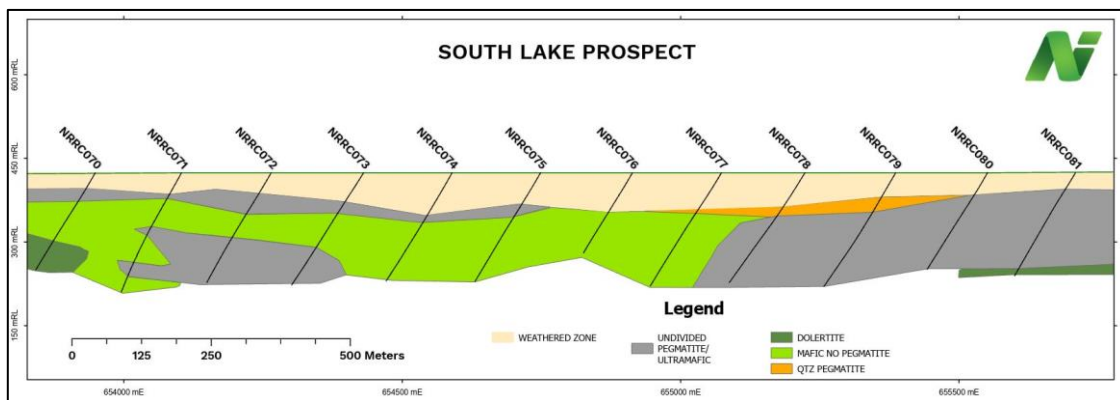 SOUTH LAKE PROSPECT
600 mRL
450 mRL
300 mRL
150 mRL
NRRC070
NRRC071
NRRC072
NRRC073
NRRC074
NRRC075
NRRC076
NRRC077
NRRC078
NRRC079
NRRC080
NRRC081
Legend
WEATHERED ZONE
UNDIVIDED
PEGMATITE/
ULTRAMAFIC
DOLERTITE
MAFIC NO PEGMATITE
QTZ PEGMATITE
0 125 250 500 Meters
654000 mE
654500 mE
655000 mE
655500 mE